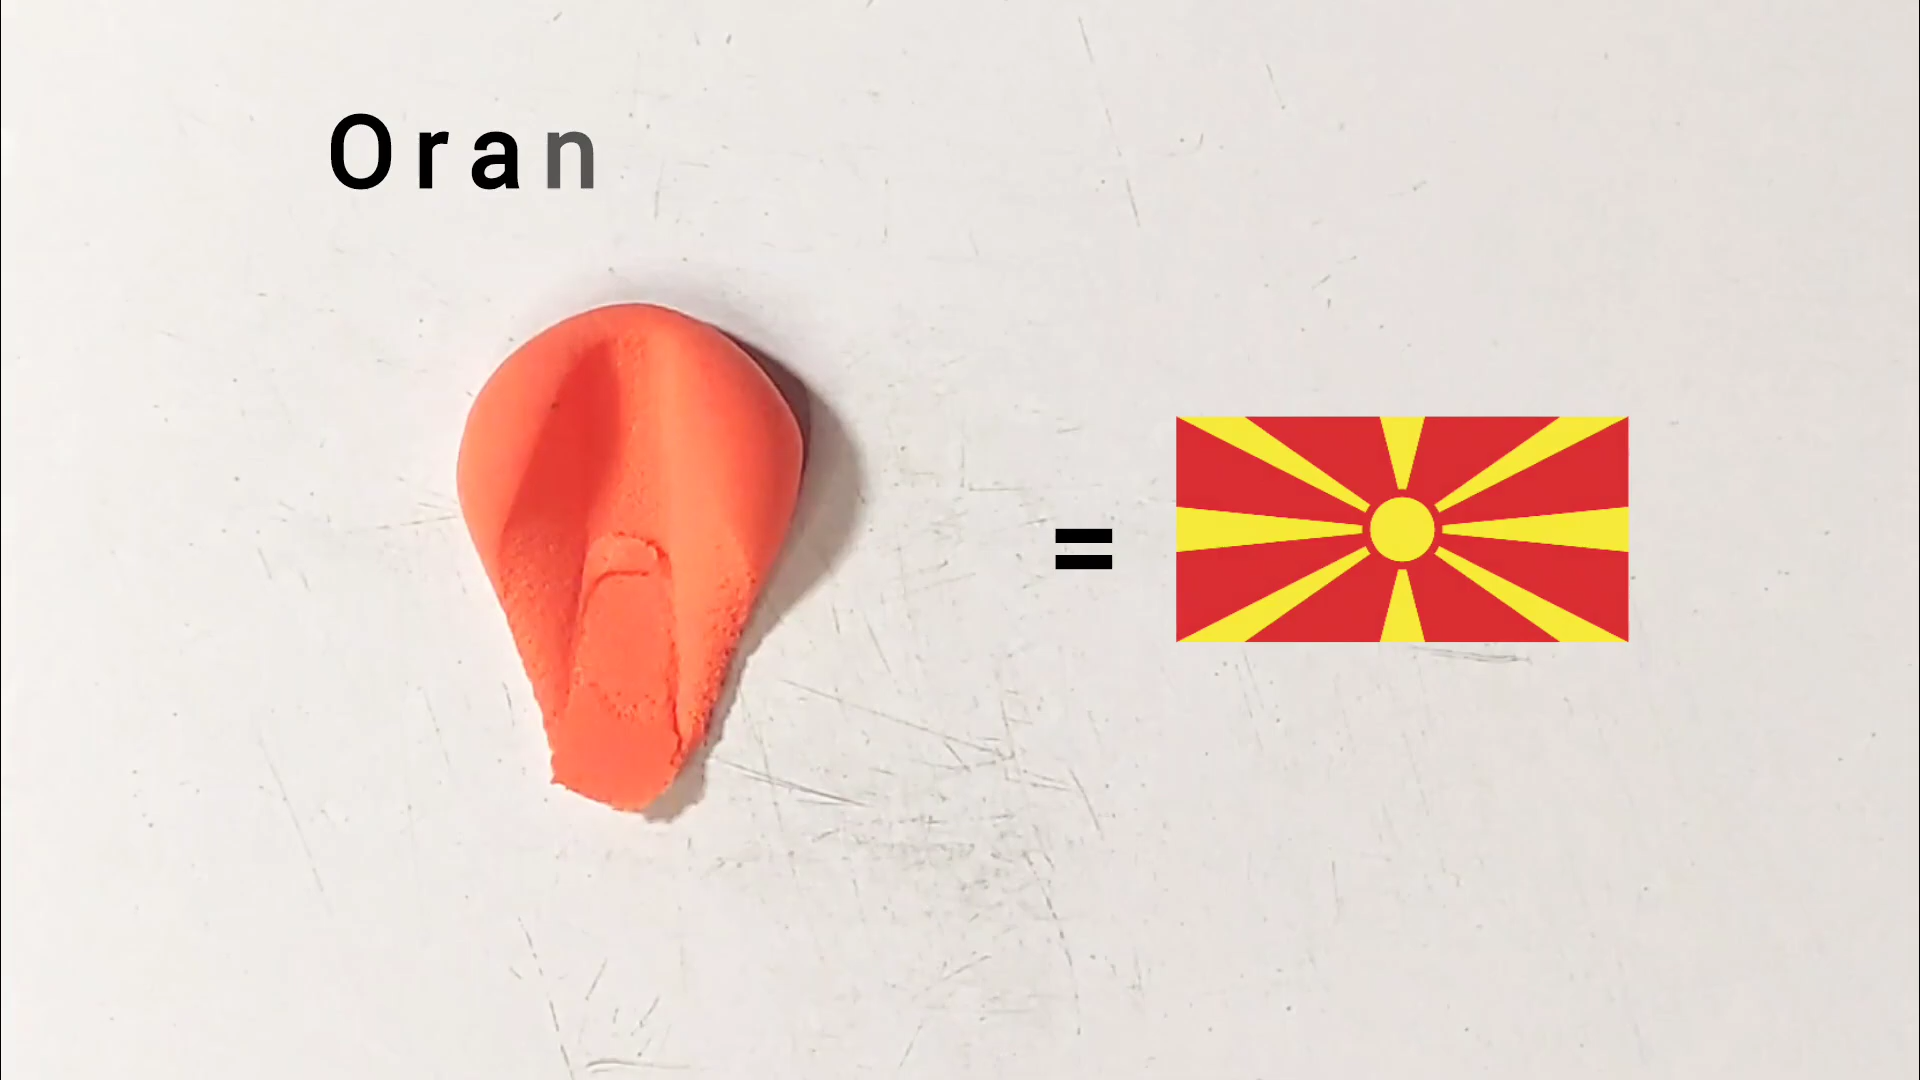 Oran
=